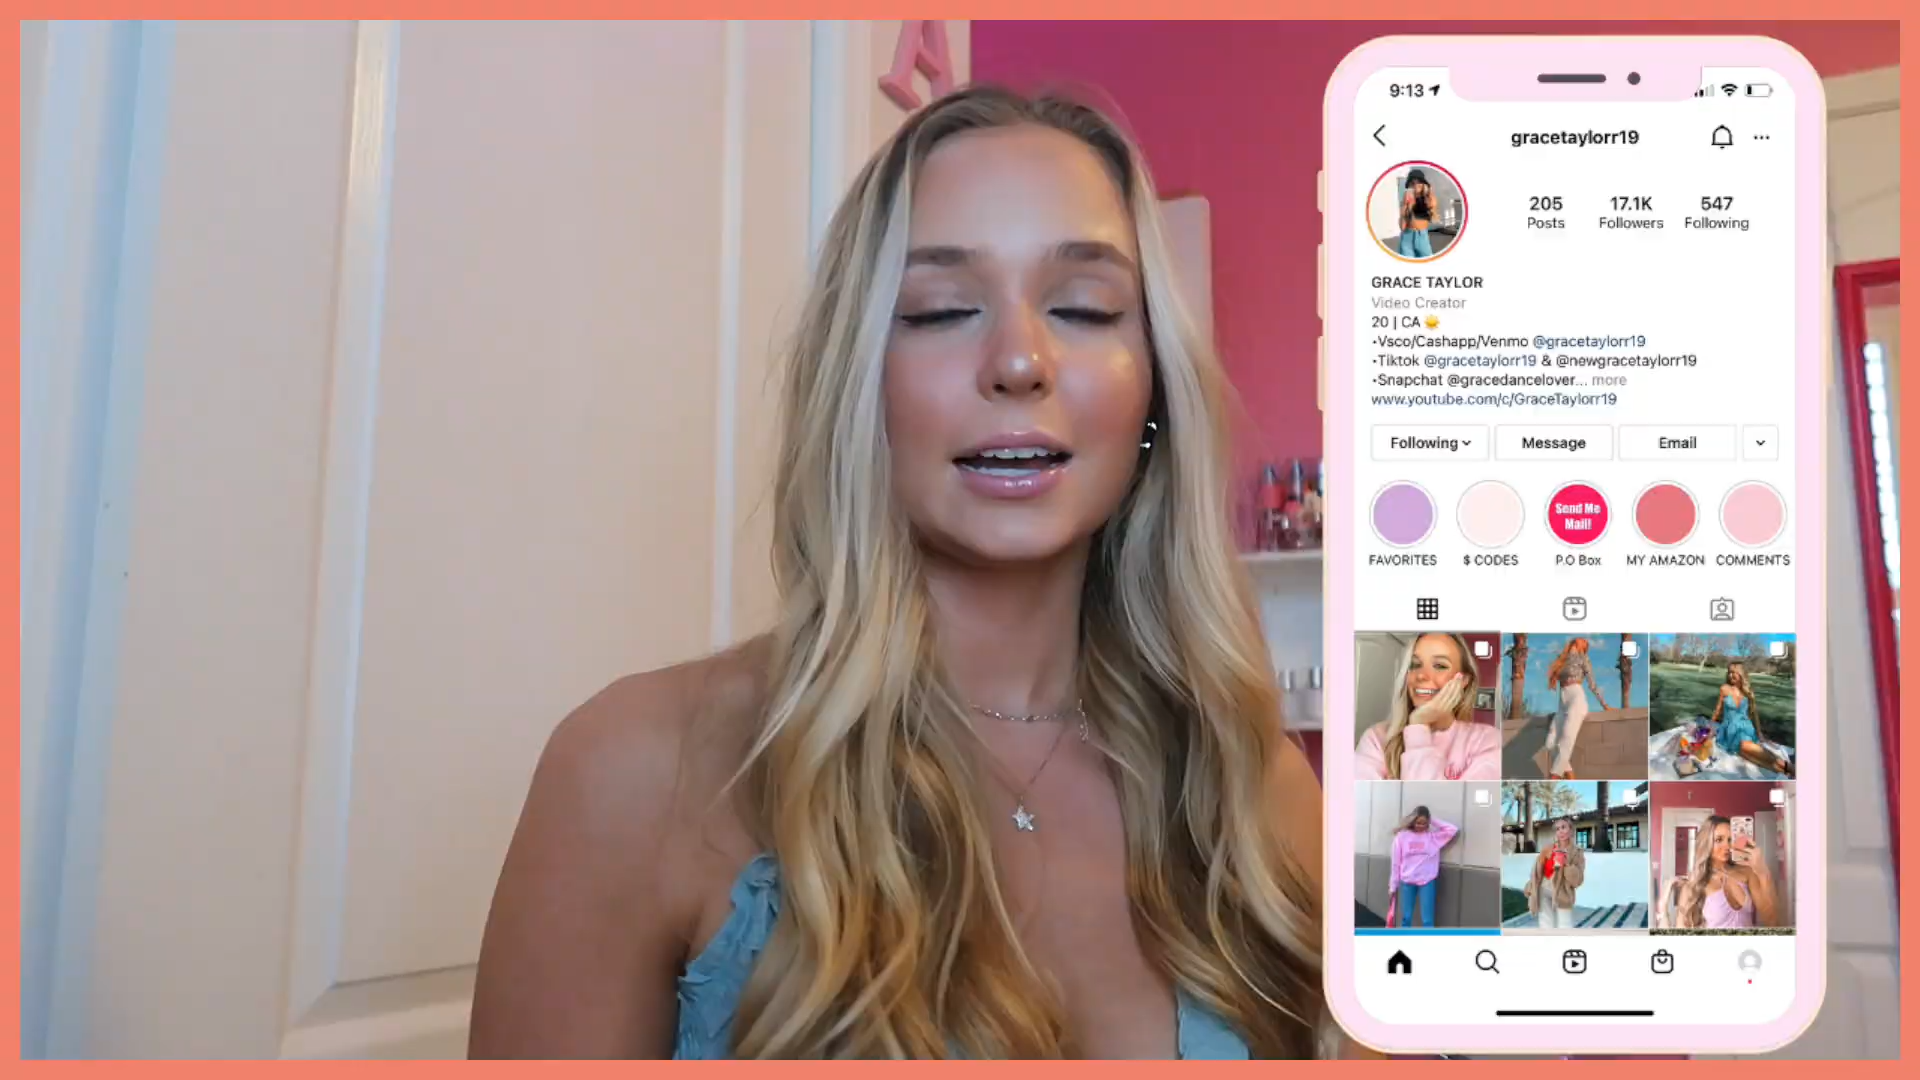 A
9:13
gracetaylorr19
205 17.1K 547
Posts Followers Following
GRACE TAYLOR
Video Creator
20 | CA
•Vsco/Cashapp/Venmo @gracetaylorr19
•Tiktok @gracetaylorr19 & @newgracetaylorr19
•Snapchat @gracedancelover... more
www.youtube.com/c/GraceTaylorr19
Following Message Email
Send Me
Mail!
FAVORITES $ CODES P.O Box MY AMAZON COMMENTS